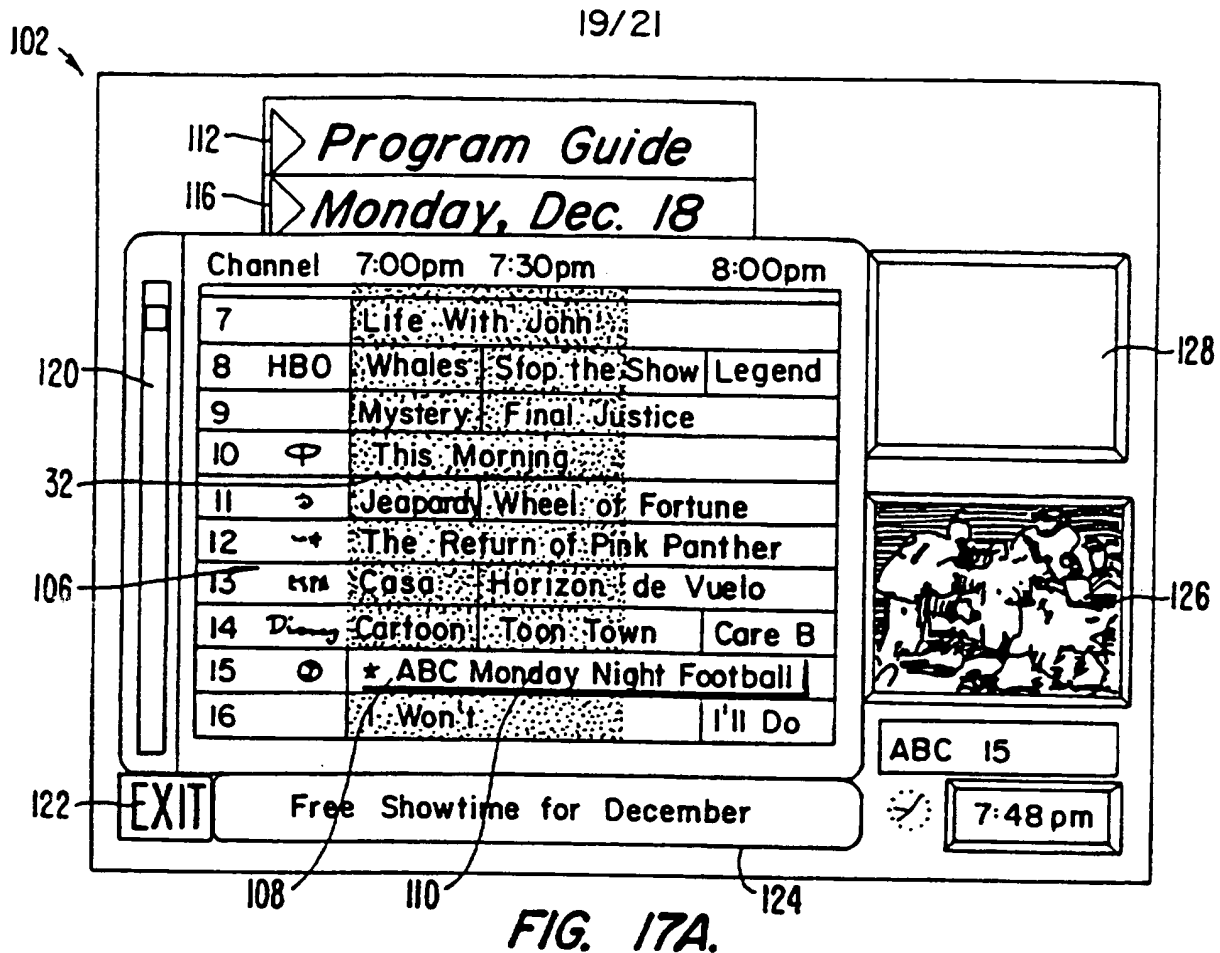 19/21
102
112 Program Guide
116 Monday, Dec. 18
Channel 7:00pm 7:30pm 8:00pm
7 Life With John
8 HBO Whales Stop the Show Legend
128
120
9 Mystery Final Justice
10 This Morning
32
11 Jeapardy Wheel of Fortune
12 The Return of Pink Panther
106
13 Casa Horizon de Vuelo
126
14 Disney Cartoon Toon Town Care B
15 * ABC Monday Night Football
16 I Won't I'll Do
ABC 15
122 EXIT Free Showtime for December 7:48pm
108 110 124
FIG. 17A.